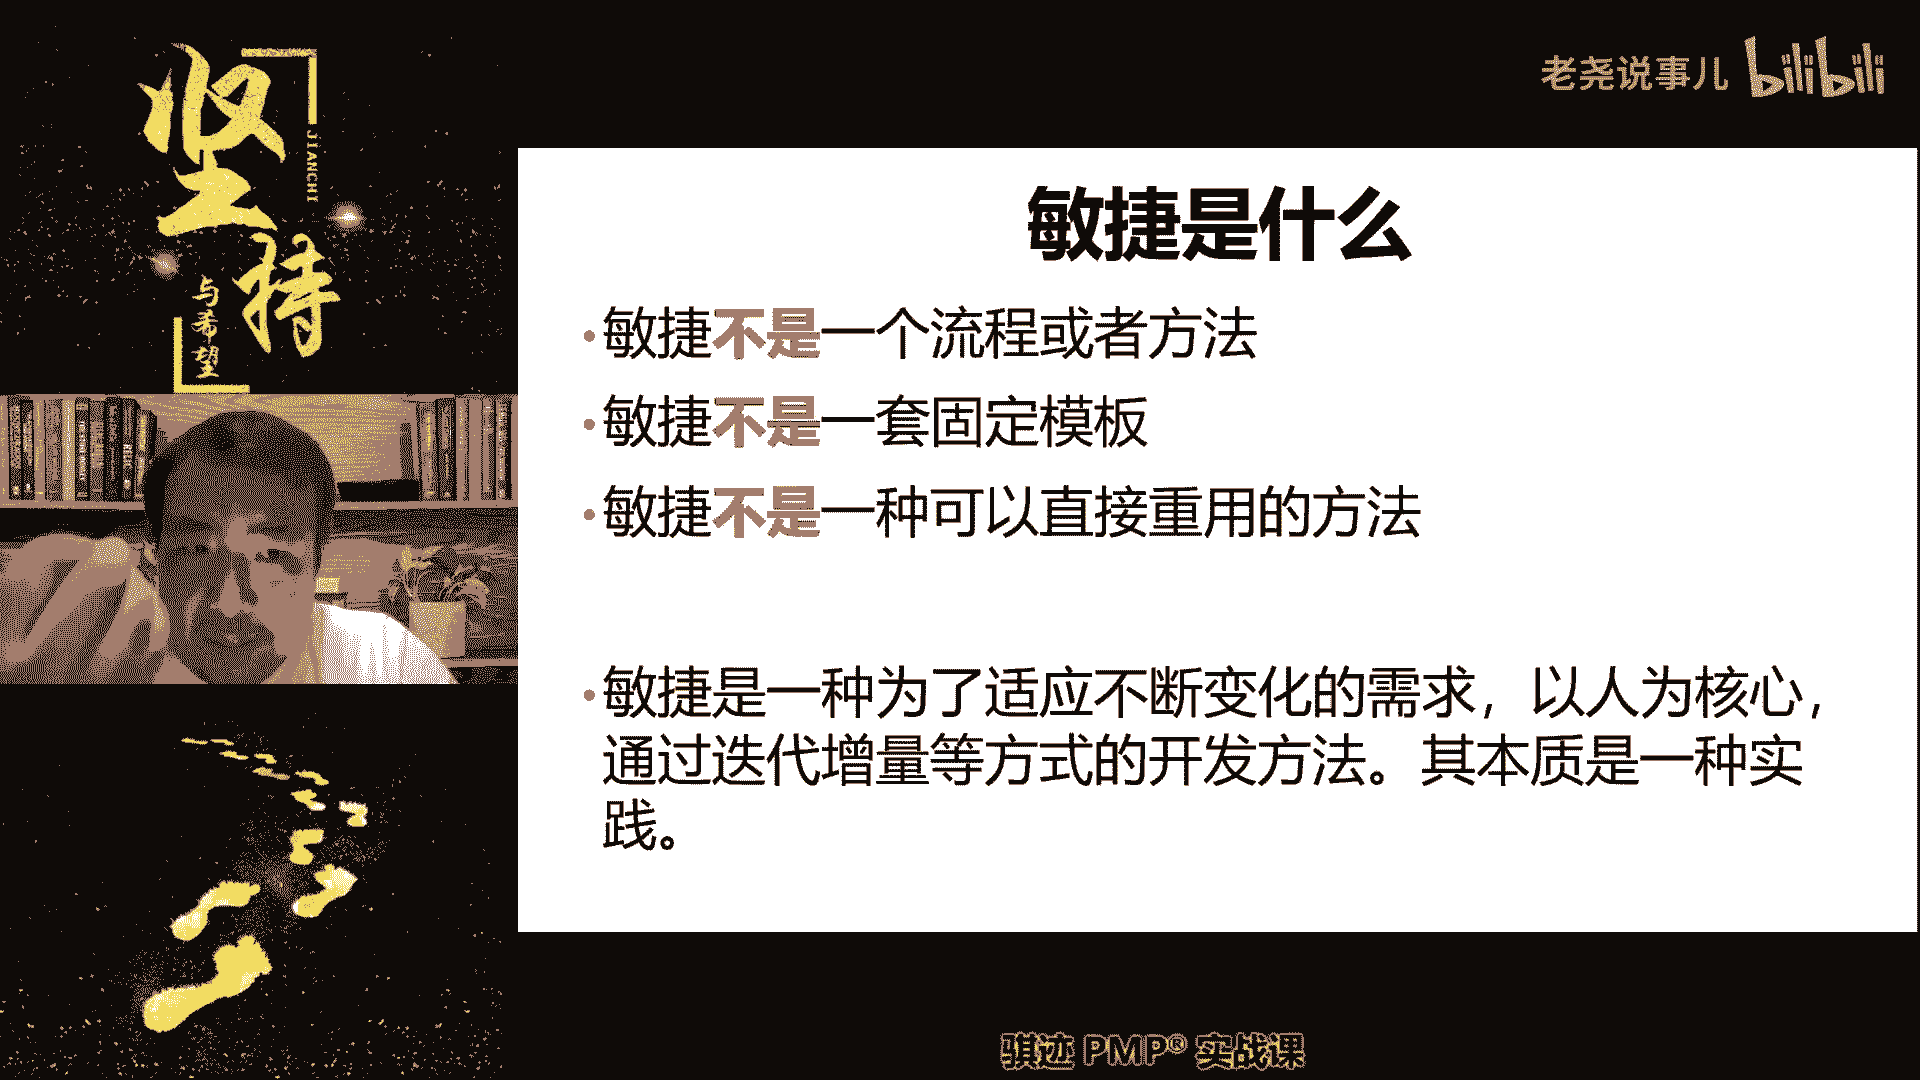 坚持
JIANCHI
与希望
老尧说事儿 bilibili
敏捷是什么
•敏捷不是一个流程或者方法
•敏捷不是一套固定模板
•敏捷不是一种可以直接重用的方法
•敏捷是一种为了适应不断变化的需求，以人为核心，
通过迭代增量等方式的开发方法。其本质是一种实
践。
骐迹 PMP® 实战课